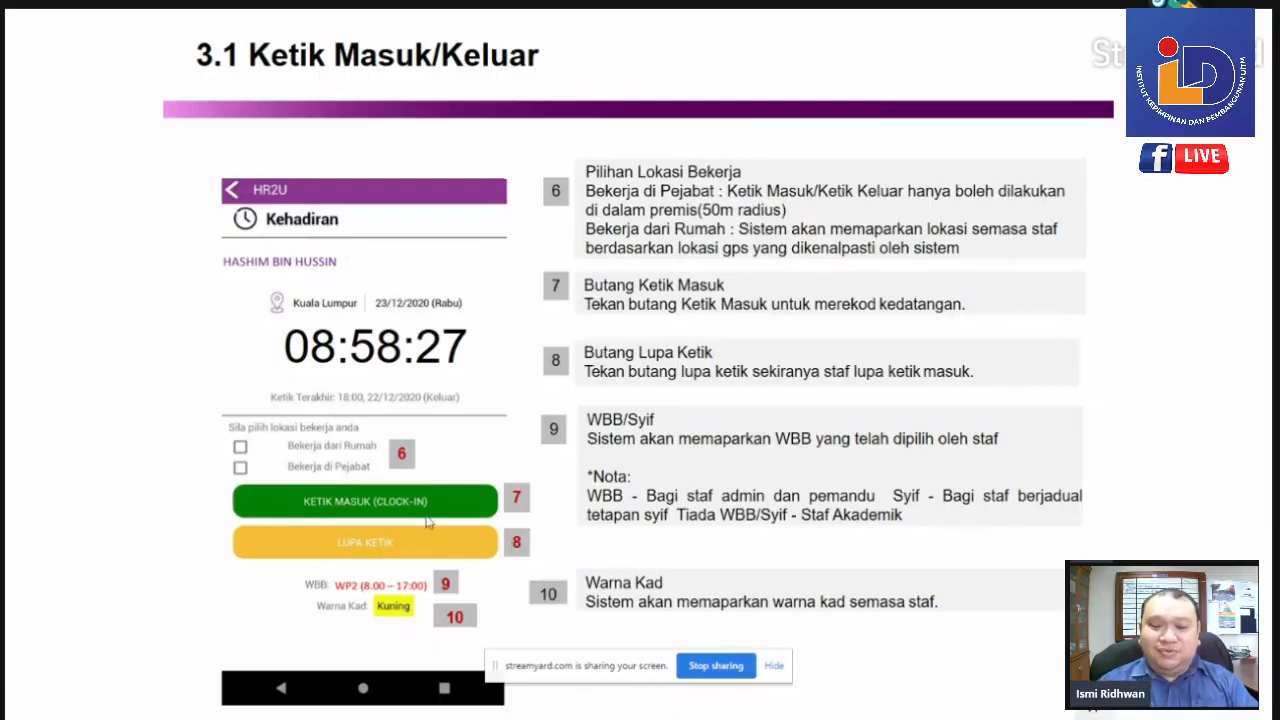 3.1 Ketik Masuk/Keluar
INSTITUT KEPIMPINAN DAN PEMBANGUNAN UITM
f LIVE
HR2U
Kehadiran
HASHIM BIN HUSSIN
Kuala Lumpur 23/12/2020 (Rabu)
08:58:27
Ketik Terakhir: 18:00, 22/12/2020 (Keluar)
Sila pilih lokasi bekerja anda
Bekerja dari Rumah
Bekerja di Pejabat
6
KETIK MASUK (CLOCK-IN) 7
LUPA KETIK 8
WBB: WP2 (8.00 – 17:00) 9
Warna Kad: Kuning 10
6
Pilihan Lokasi Bekerja
Bekerja di Pejabat : Ketik Masuk/Ketik Keluar hanya boleh dilakukan
di dalam premis(50m radius)
Bekerja dari Rumah : Sistem akan memaparkan lokasi semasa staf
berdasarkan lokasi gps yang dikenalpasti oleh sistem
7
Butang Ketik Masuk
Tekan butang Ketik Masuk untuk merekod kedatangan.
8
Butang Lupa Ketik
Tekan butang lupa ketik sekiranya staf lupa ketik masuk.
9
WBB/Syif
Sistem akan memaparkan WBB yang telah dipilih oleh staf
*Nota:
WBB - Bagi staf admin dan pemandu Syif - Bagi staf berjadual
tetapan syif Tiada WBB/Syif - Staf Akademik
10
Warna Kad
Sistem akan memaparkan warna kad semasa staf.
streamyard.com is sharing your screen. Stop sharing Hide
Ismi Ridhwan